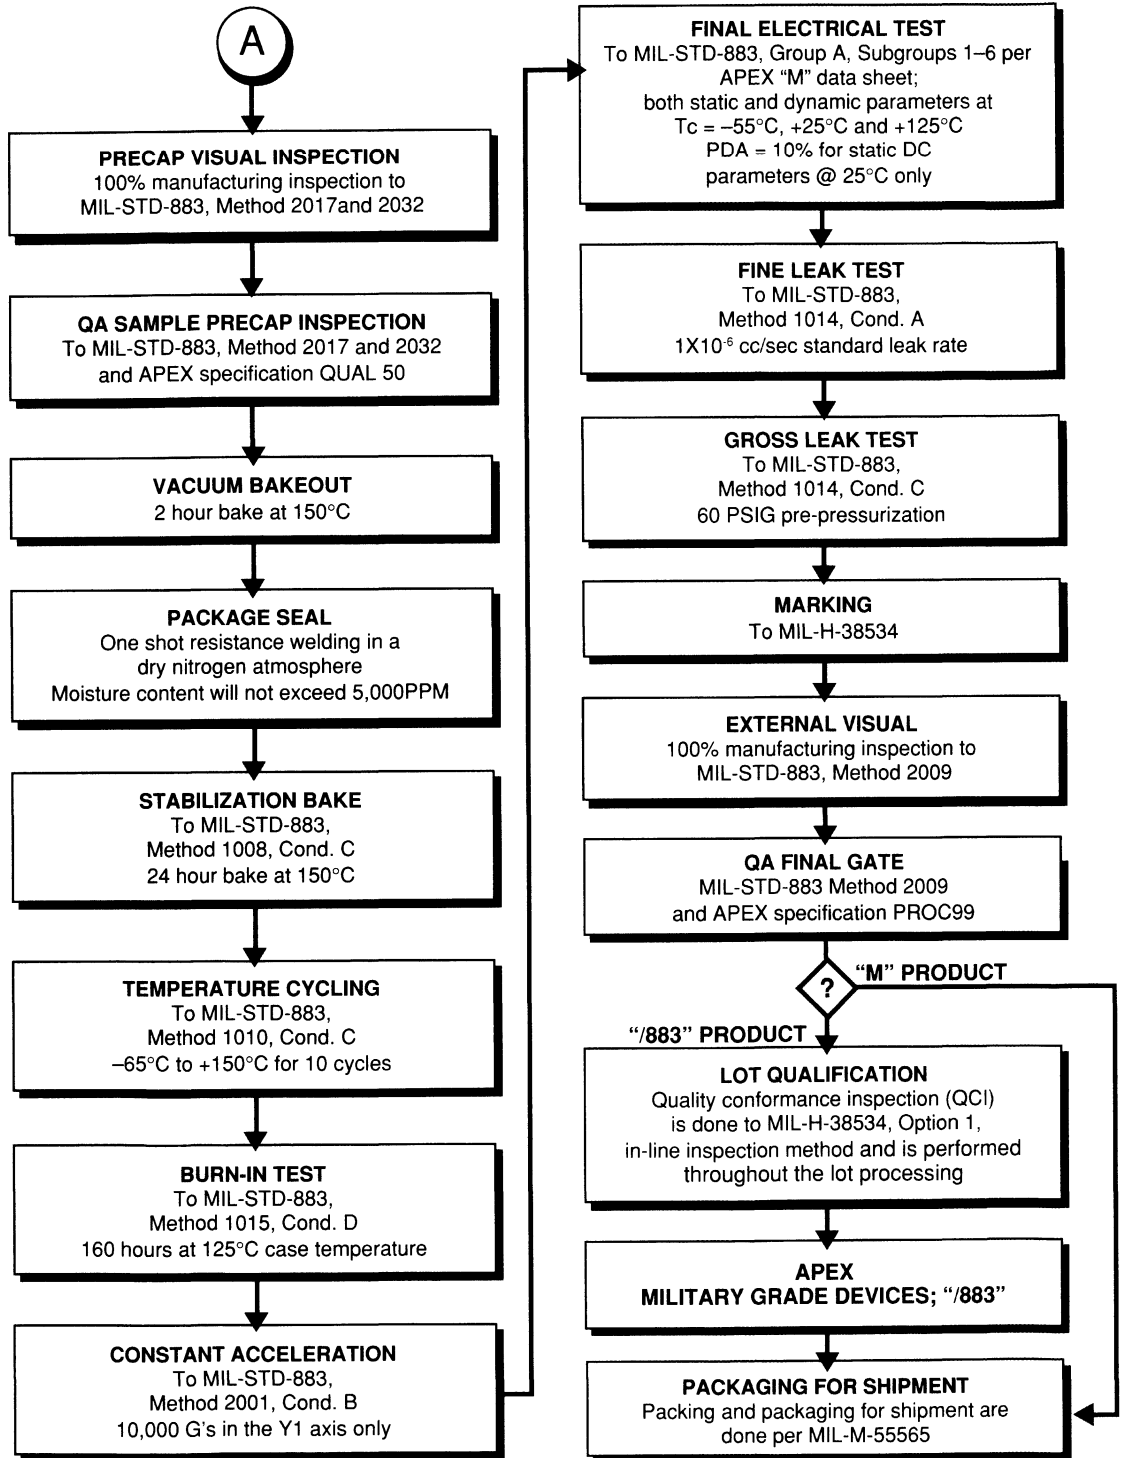 A
PRECAP VISUAL INSPECTION
100% manufacturing inspection to
MIL-STD-883, Method 2017and 2032
QA SAMPLE PRECAP INSPECTION
To MIL-STD-883, Method 2017 and 2032
and APEX specification QUAL 50
VACUUM BAKEOUT
2 hour bake at 150°C
PACKAGE SEAL
One shot resistance welding in a
dry nitrogen atmosphere
Moisture content will not exceed 5,000PPM
STABILIZATION BAKE
To MIL-STD-883,
Method 1008, Cond. C
24 hour bake at 150°C
TEMPERATURE CYCLING
To MIL-STD-883,
Method 1010, Cond. C
–65°C to +150°C for 10 cycles
BURN-IN TEST
To MIL-STD-883,
Method 1015, Cond. D
160 hours at 125°C case temperature
CONSTANT ACCELERATION
To MIL-STD-883,
Method 2001, Cond. B
10,000 G's in the Y1 axis only
FINAL ELECTRICAL TEST
To MIL-STD-883, Group A, Subgroups 1–6 per
APEX “M” data sheet;
both static and dynamic parameters at
Tc = –55°C, +25°C and +125°C
PDA = 10% for static DC
parameters @ 25°C only
FINE LEAK TEST
To MIL-STD-883,
Method 1014, Cond. A
1X10⁻⁶ cc/sec standard leak rate
GROSS LEAK TEST
To MIL-STD-883,
Method 1014, Cond. C
60 PSIG pre-pressurization
MARKING
To MIL-H-38534
EXTERNAL VISUAL
100% manufacturing inspection to
MIL-STD-883, Method 2009
QA FINAL GATE
MIL-STD-883 Method 2009
and APEX specification PROC99
?
“M” PRODUCT
“/883” PRODUCT
LOT QUALIFICATION
Quality conformance inspection (QCI)
is done to MIL-H-38534, Option 1,
in-line inspection method and is performed
throughout the lot processing
APEX
MILITARY GRADE DEVICES; “/883”
PACKAGING FOR SHIPMENT
Packing and packaging for shipment are
done per MIL-M-55565